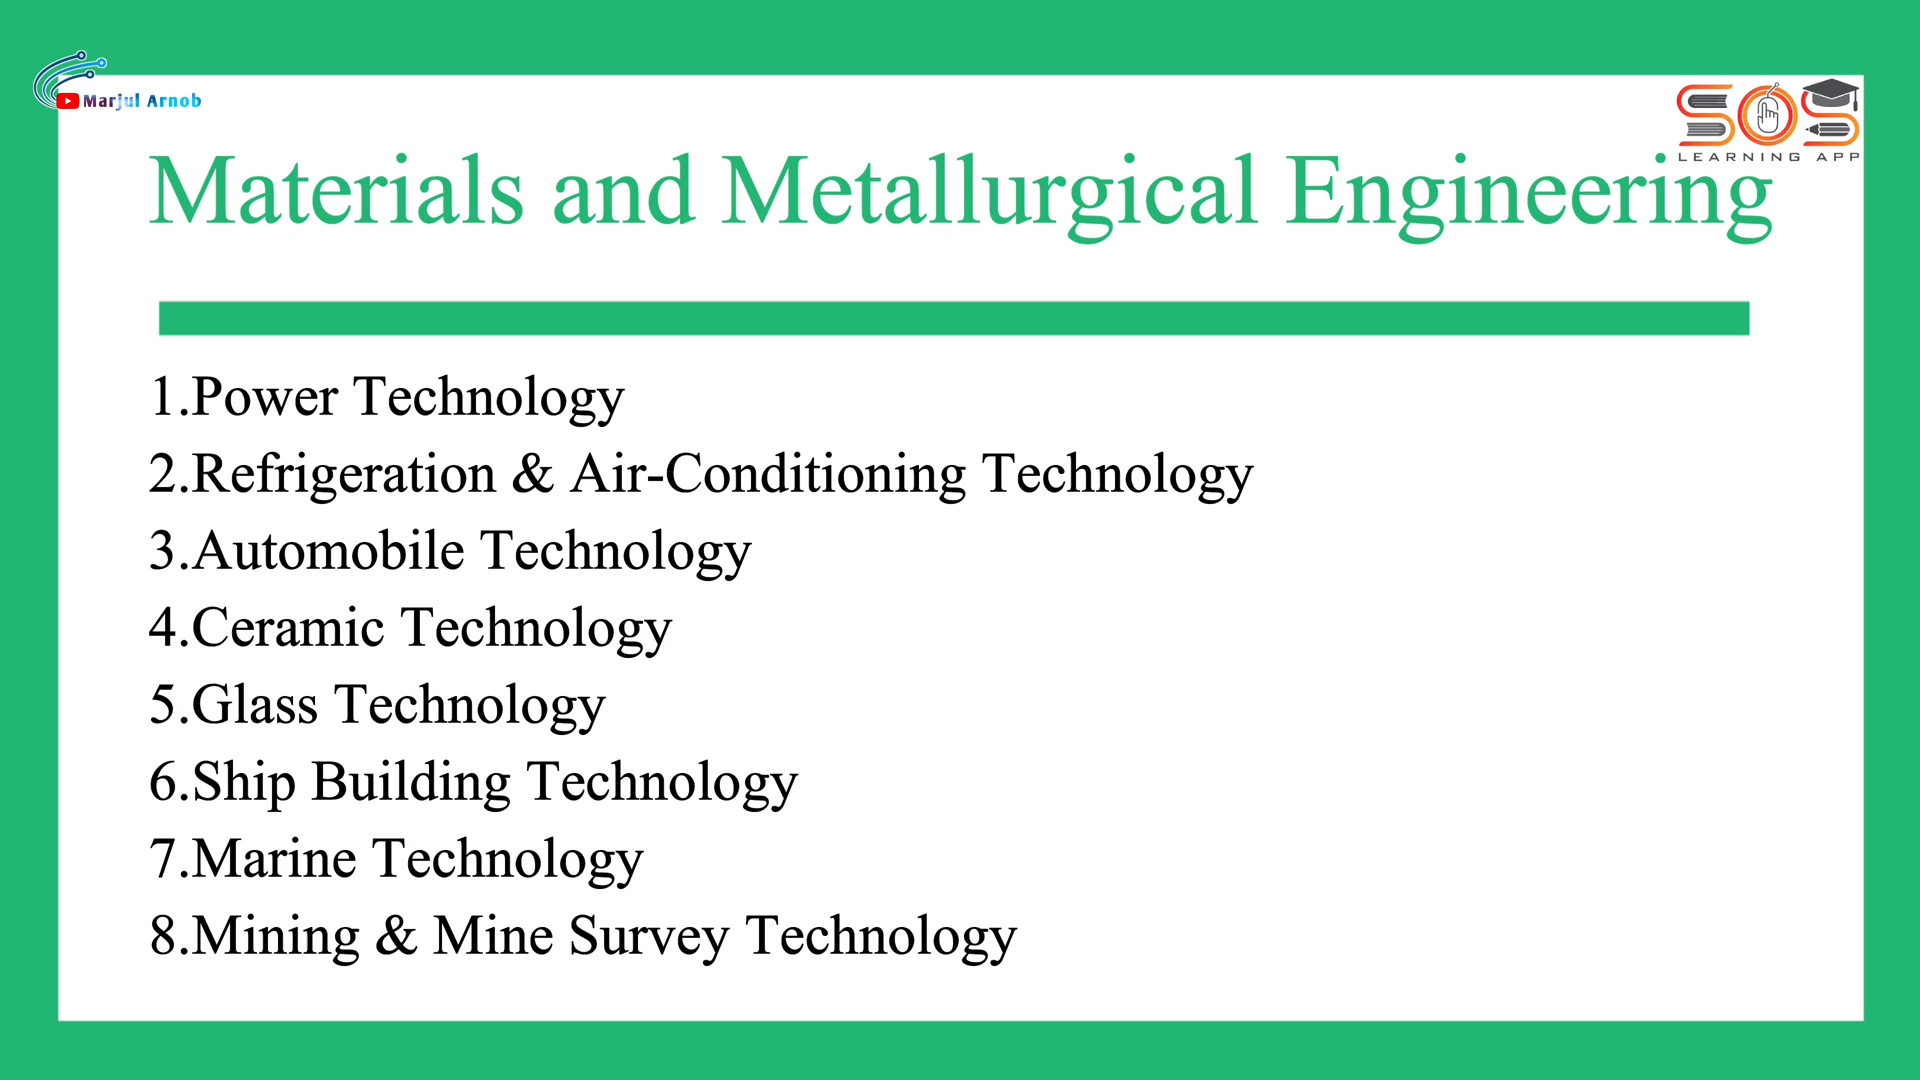 Marjul Arnob
SOS
LEARNING APP
Materials and Metallurgical Engineering
1.Power Technology
2.Refrigeration & Air-Conditioning Technology
3.Automobile Technology
4.Ceramic Technology
5.Glass Technology
6.Ship Building Technology
7.Marine Technology
8.Mining & Mine Survey Technology